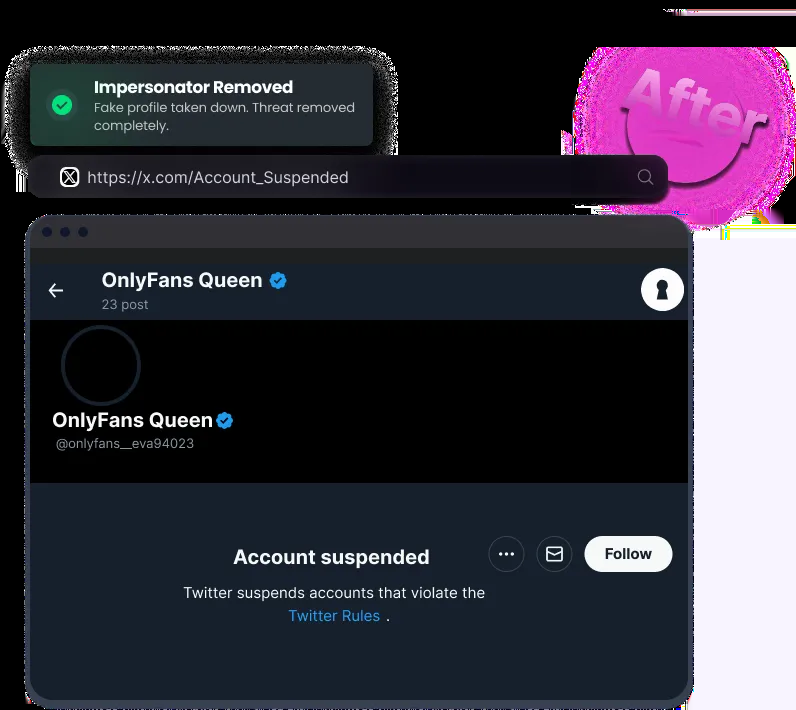 Impersonator Removed
Fake profile taken down. Threat removed
completely.
After
https://x.com/Account_Suspended
OnlyFans Queen
23 post
OnlyFans Queen
@onlyfans__eva94023
Account suspended
Follow
Twitter suspends accounts that violate the
Twitter Rules .